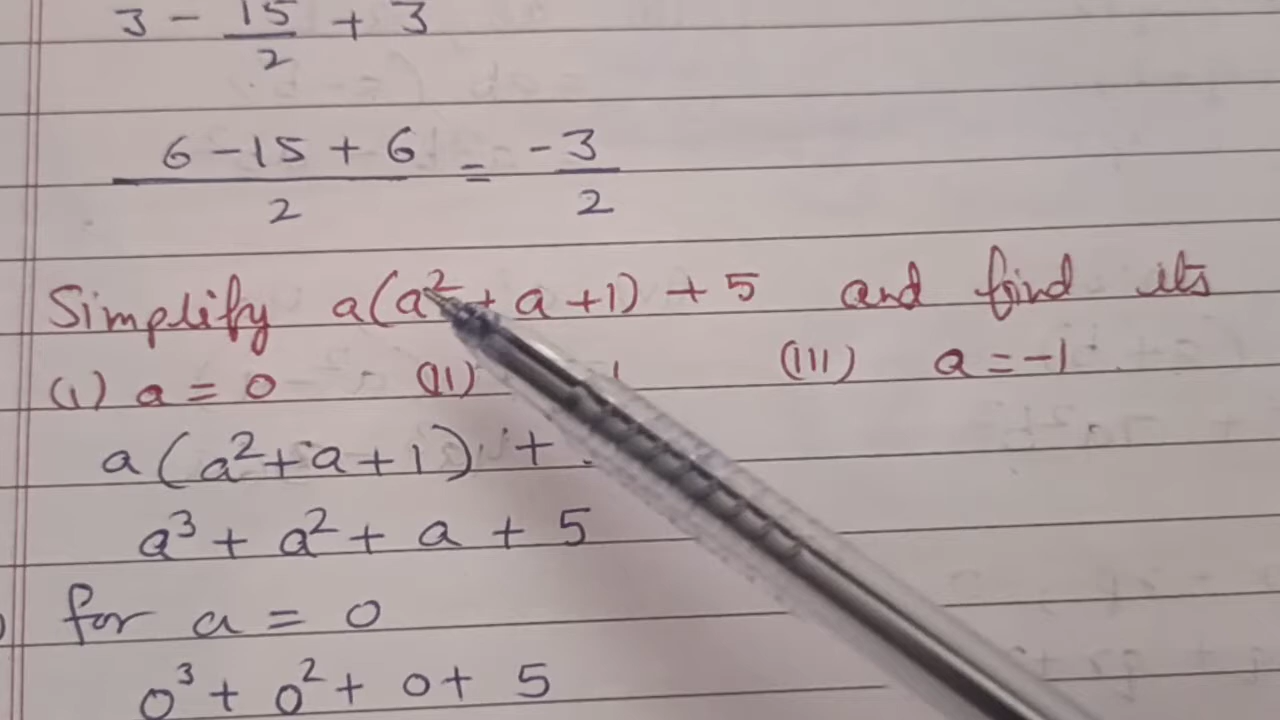 3 - 15/2 + 3
6 - 15 + 6 / 2 = -3/2
Simplify a(a² + a + 1) + 5 and find its
(I) a = 0 (II) (III) a = -1
a(a² + a + 1) +
a³ + a² + a + 5
for a = 0
0³ + 0² + 0 + 5